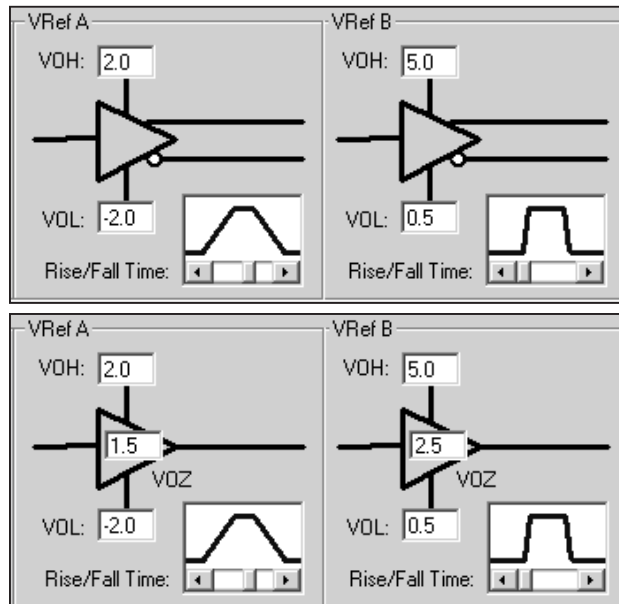 VRef A
VRef B
VOH: 2.0
VOH: 5.0
VOL: -2.0
VOL: 0.5
Rise/Fall Time:
Rise/Fall Time:
VRef A
VRef B
VOH: 2.0
VOH: 5.0
1.5
2.5
VOZ
VOZ
VOL: -2.0
VOL: 0.5
Rise/Fall Time:
Rise/Fall Time: